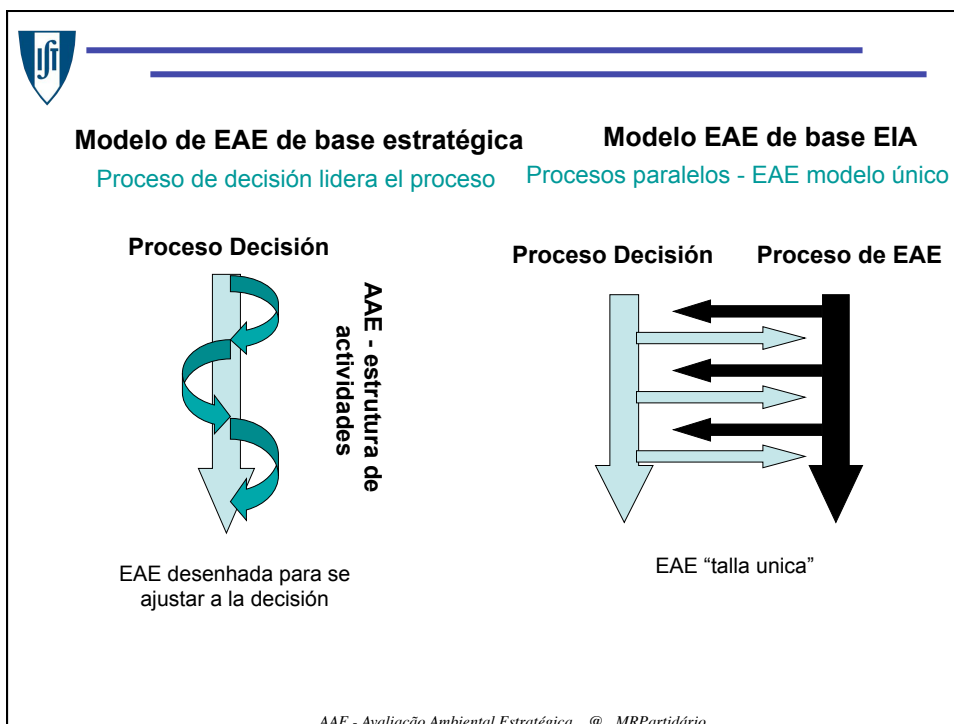 IST
Modelo de EAE de base estratégica
Proceso de decisión lidera el proceso
Modelo EAE de base EIA
Procesos paralelos - EAE modelo único
Proceso Decisión
AAE - estrutura de
actividades
EAE desenhada para se
ajustar a la decisión
Proceso Decisión
Proceso de EAE
EAE “talla unica”
AAE - Avaliação Ambiental Estratégica @ MRPartidário